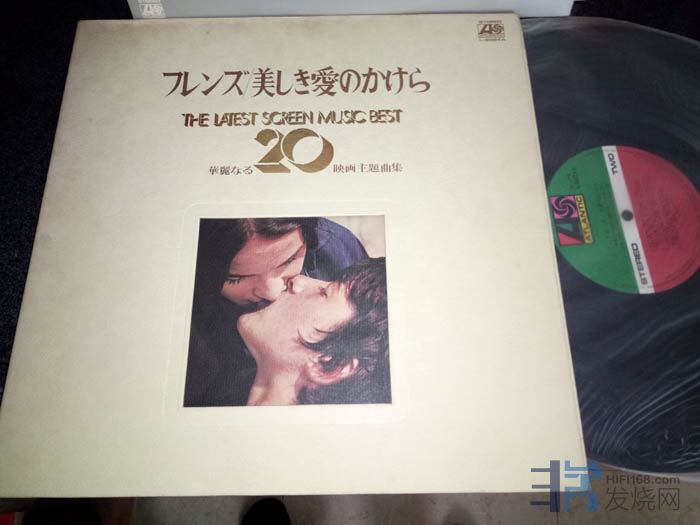 フレンズ/美しき愛のかけら
THE LATEST SCREEN MUSIC BEST
20
華麗なる
映画主題曲集
ATLANTIC
STEREO
TWO
HIFI168.com
发烧网